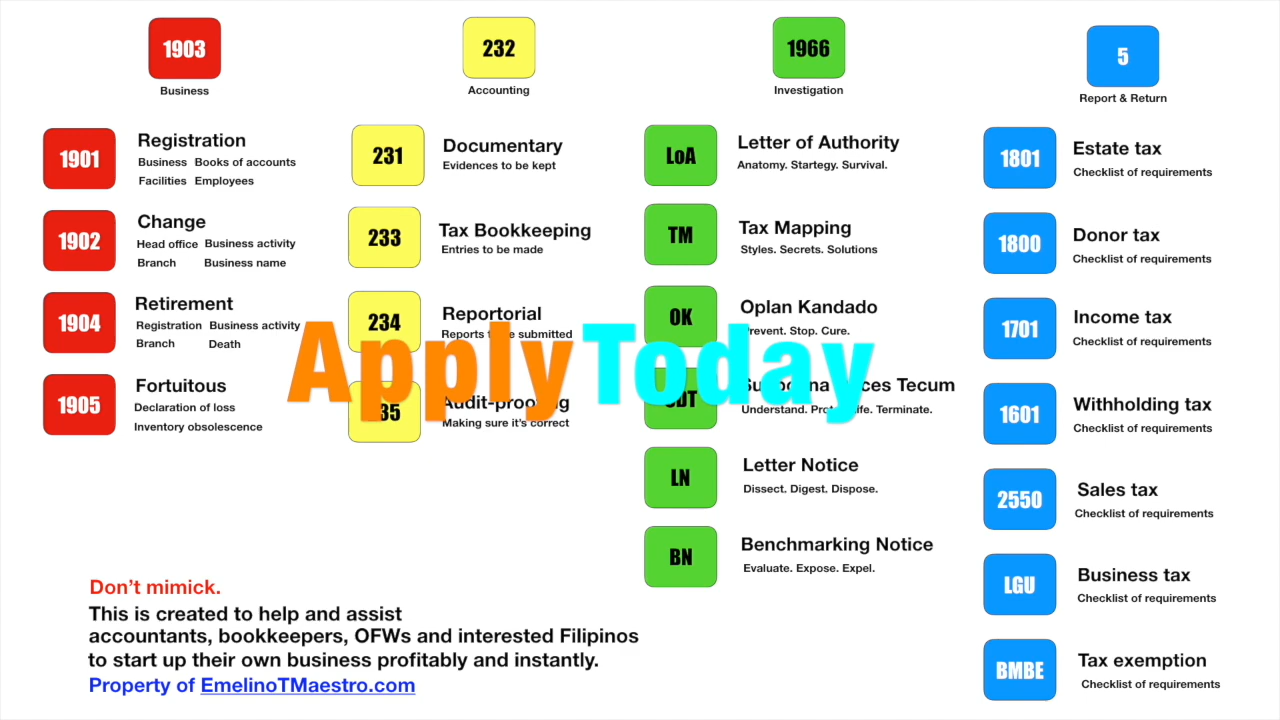 1903
Business
1901
Registration
Business Books of accounts
Facilities Employees
1902
Change
Head office Business activity
Branch Business name
1904
Retirement
Registration Business activity
Branch Death
1905
Fortuitous
Declaration of loss
Inventory obsolescence
232
Accounting
231
Documentary
Evidences to be kept
233
Tax Bookkeeping
Entries to be made
234
Reportorial
Reports submitted
Making sure it's correct
1966
Investigation
LoA
Letter of Authority
Anatomy. Startegy. Survival.
TM
Tax Mapping
Styles. Secrets. Solutions
OK
Oplan Kandado
Stop. Cure.
Tecum
Understand. Terminate.
LN
Letter Notice
Dissect. Digest. Dispose.
BN
Benchmarking Notice
Evaluate. Expose. Expel.
5
Report & Return
1801
Estate tax
Checklist of requirements
1800
Donor tax
Checklist of requirements
1701
Income tax
Checklist of requirements
1601
Withholding tax
Checklist of requirements
2550
Sales tax
Checklist of requirements
LGU
Business tax
Checklist of requirements
BMBE
Tax exemption
Checklist of requirements
Apply Today
Don't mimick.
This is created to help and assist
accountants, bookkeepers, OFWs and interested Filipinos
to start up their own business profitably and instantly.
Property of EmelinoTMaestro.com